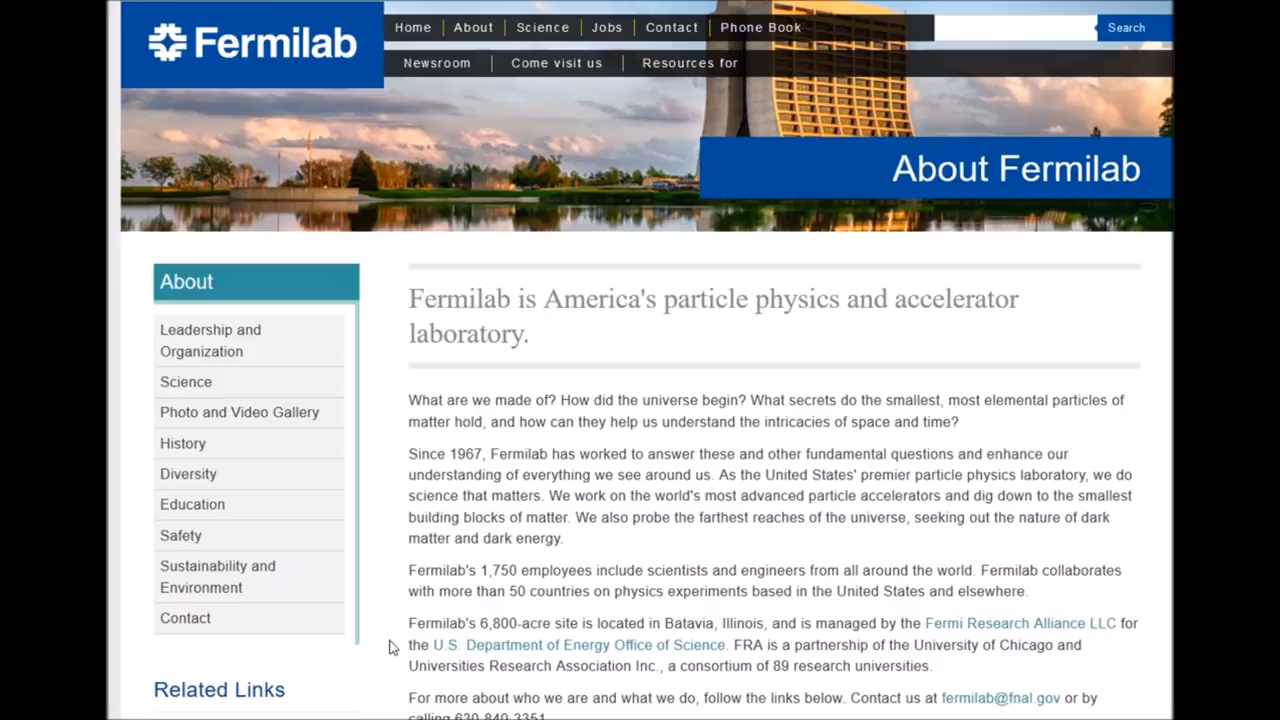 Fermilab
Home
About
Science
Jobs
Contact
Phone Book
Search
Newsroom
Come visit us
Resources for
About Fermilab
About
Leadership and
Organization
Science
Photo and Video Gallery
History
Diversity
Education
Safety
Sustainability and
Environment
Contact
Related Links
Fermilab is America's particle physics and accelerator
laboratory.
What are we made of? How did the universe begin? What secrets do the smallest, most elemental particles of
matter hold, and how can they help us understand the intricacies of space and time?
Since 1967, Fermilab has worked to answer these and other fundamental questions and enhance our
understanding of everything we see around us. As the United States' premier particle physics laboratory, we do
science that matters. We work on the world's most advanced particle accelerators and dig down to the smallest
building blocks of matter. We also probe the farthest reaches of the universe, seeking out the nature of dark
matter and dark energy.
Fermilab's 1,750 employees include scientists and engineers from all around the world. Fermilab collaborates
with more than 50 countries on physics experiments based in the United States and elsewhere.
Fermilab's 6,800-acre site is located in Batavia, Illinois, and is managed by the Fermi Research Alliance LLC for
the U.S. Department of Energy Office of Science. FRA is a partnership of the University of Chicago and
Universities Research Association Inc., a consortium of 89 research universities.
For more about who we are and what we do, follow the links below. Contact us at fermilab@fnal.gov or by
calling 630-840-3351.